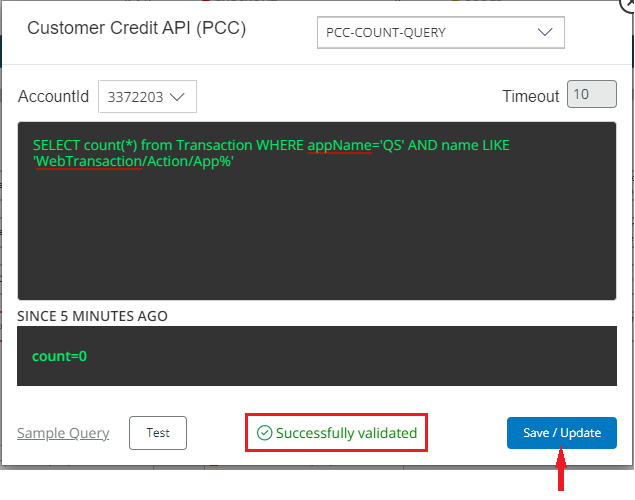 Customer Credit API (PCC)
PCC-COUNT-QUERY
AccountId
3372203
Timeout
10
SELECT count(*) from Transaction WHERE appName='QS' AND name LIKE
'WebTransaction/Action/App%'
SINCE 5 MINUTES AGO
count=0
Sample Query
Test
Successfully validated
Save / Update